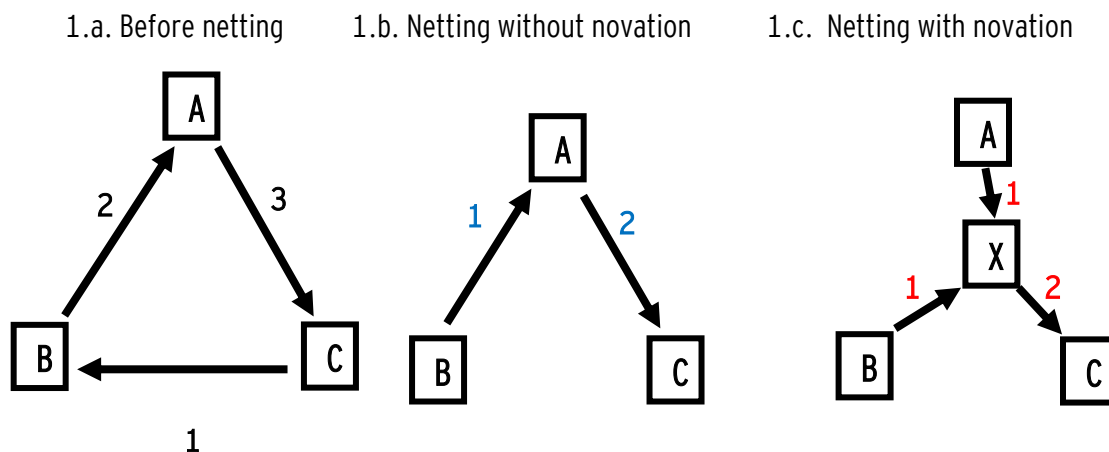 1.a. Before netting
A
2
3
B
C
1
1.b. Netting without novation
A
1
2
B
C
1.c. Netting with novation
A
1
X
1
2
B
C